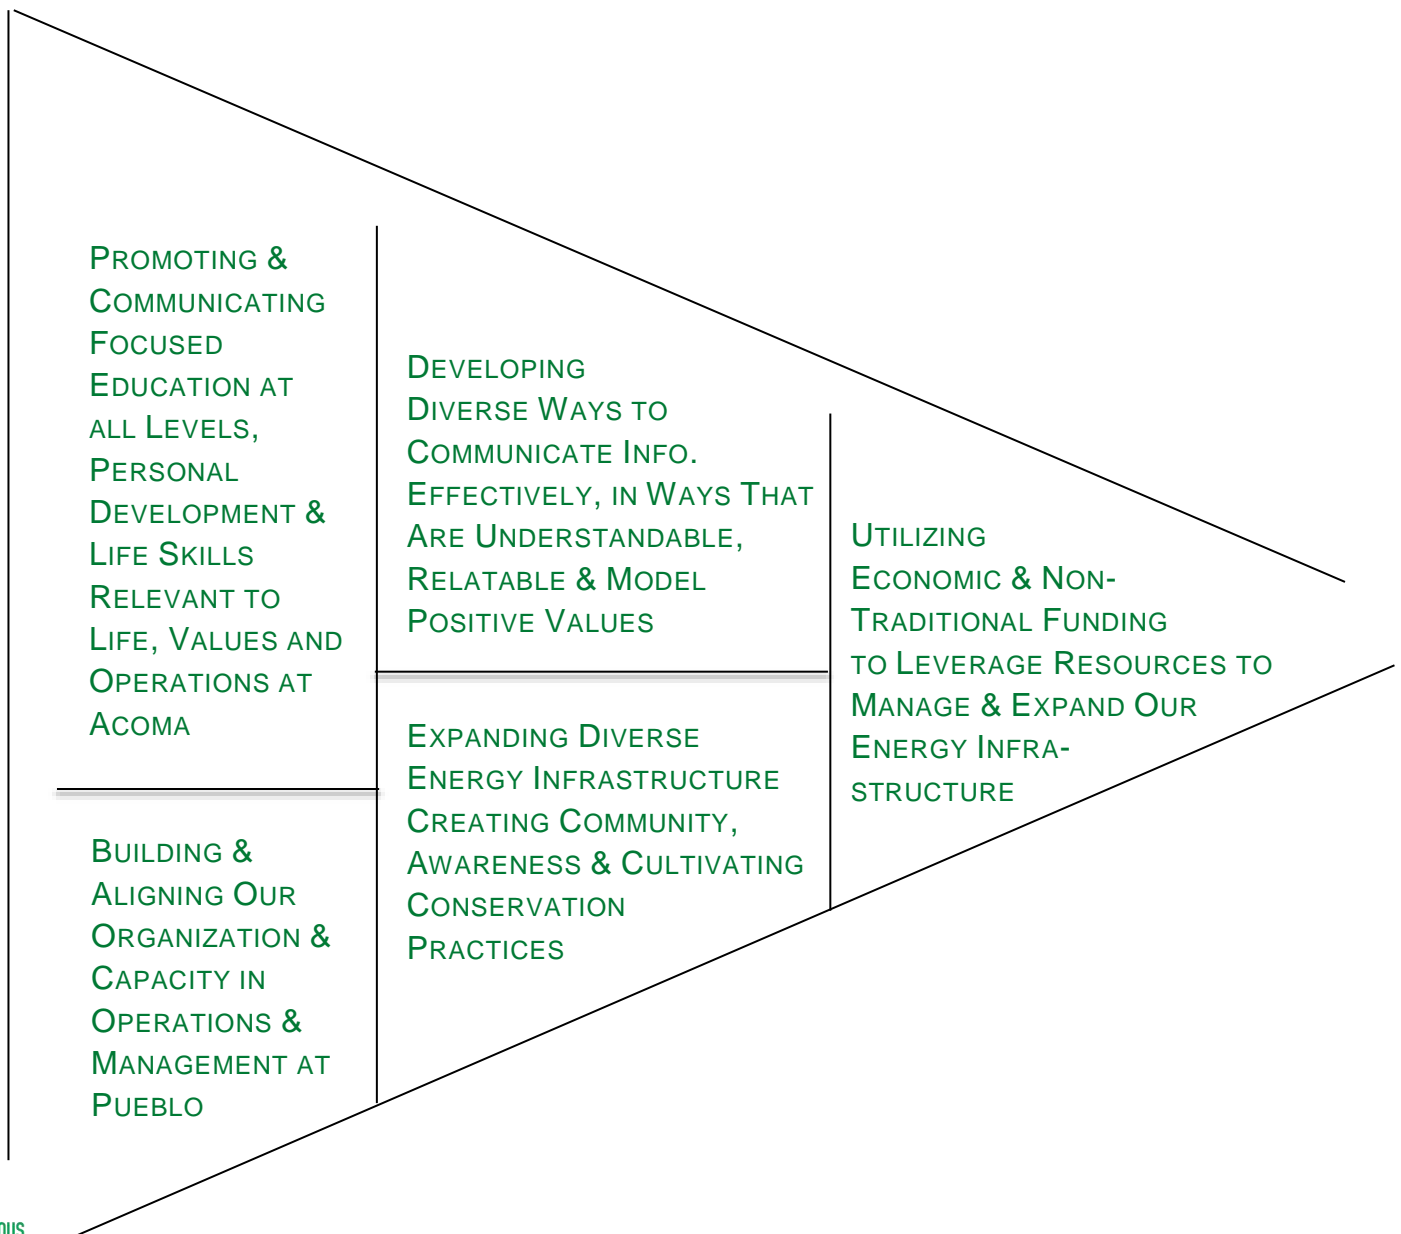 PROMOTING &
COMMUNICATING
FOCUSED
EDUCATION AT
ALL LEVELS,
PERSONAL
DEVELOPMENT &
LIFE SKILLS
RELEVANT TO
LIFE, VALUES AND
OPERATIONS AT
ACOMA
BUILDING &
ALIGNING OUR
ORGANIZATION &
CAPACITY IN
OPERATIONS &
MANAGEMENT AT
PUEBLO
DEVELOPING
DIVERSE WAYS TO
COMMUNICATE INFO.
EFFECTIVELY, IN WAYS THAT
ARE UNDERSTANDABLE,
RELATABLE & MODEL
POSITIVE VALUES
EXPANDING DIVERSE
ENERGY INFRASTRUCTURE
CREATING COMMUNITY,
AWARENESS & CULTIVATING
CONSERVATION
PRACTICES
UTILIZING
ECONOMIC & NON-
TRADITIONAL FUNDING
TO LEVERAGE RESOURCES TO
MANAGE & EXPAND OUR
ENERGY INFRA-
STRUCTURE